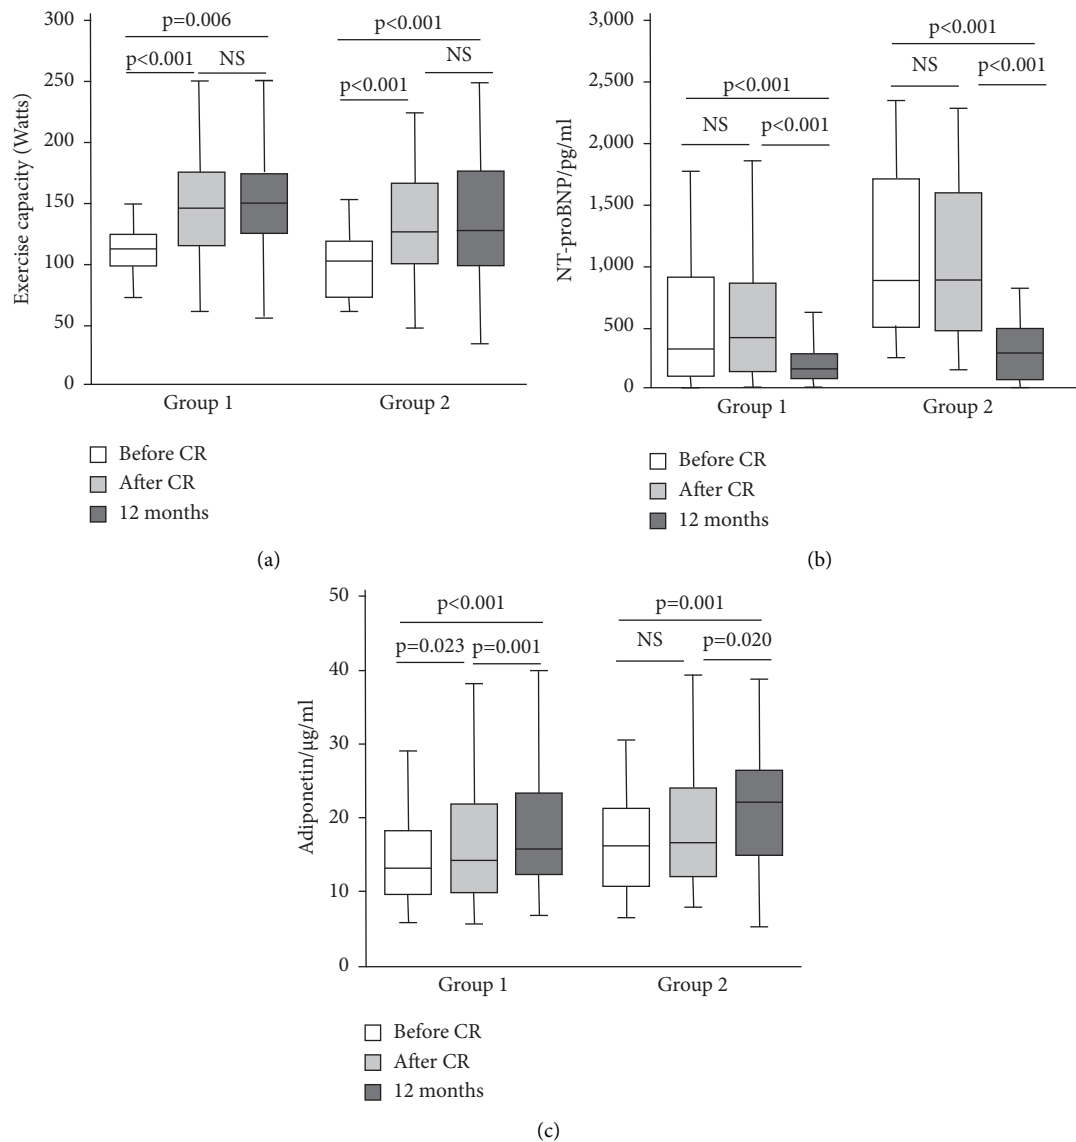 300
250
200
150
100
50
0
Exercise capacity (Watts)
p=0.006
p<0.001
NS
p<0.001
p<0.001
NS
Group 1
Group 2
Before CR
After CR
12 months
(a)
3,000
2,500
2,000
1,500
1,000
500
0
NT-proBNP/pg/ml
p<0.001
NS
p<0.001
p<0.001
NS
p<0.001
Group 1
Group 2
Before CR
After CR
12 months
(b)
50
40
30
20
10
0
Adiponetin/µg/ml
p<0.001
p=0.023
p=0.001
p=0.001
NS
p=0.020
Group 1
Group 2
Before CR
After CR
12 months
(c)